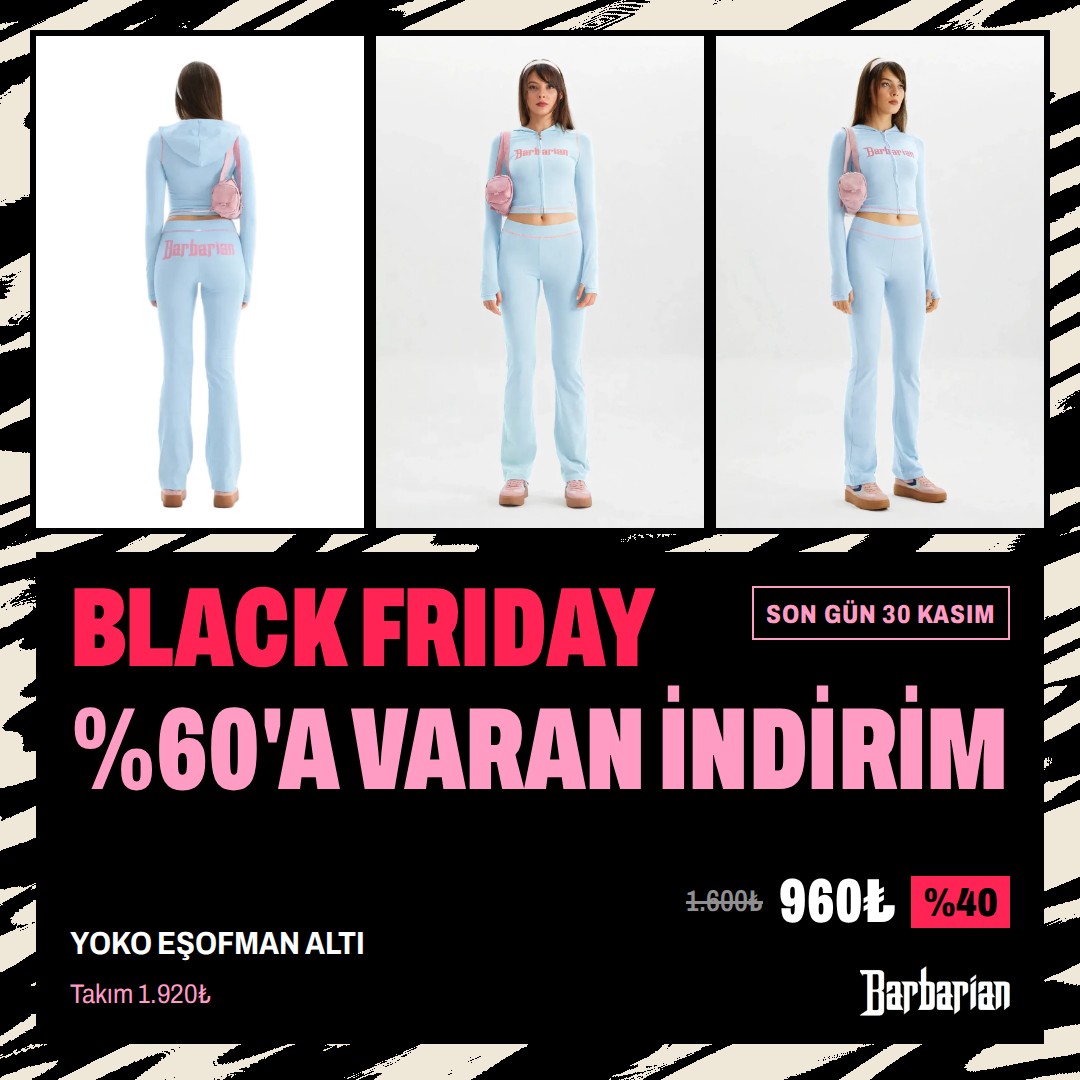 Barbarian
Barbarian
Barbarian
BLACK FRIDAY
SON GÜN 30 KASIM
%60'A VARAN İNDİRİM
1.600₺ 960₺ %40
YOKO EŞOFMAN ALTI
Takım 1.920₺
Barbarian